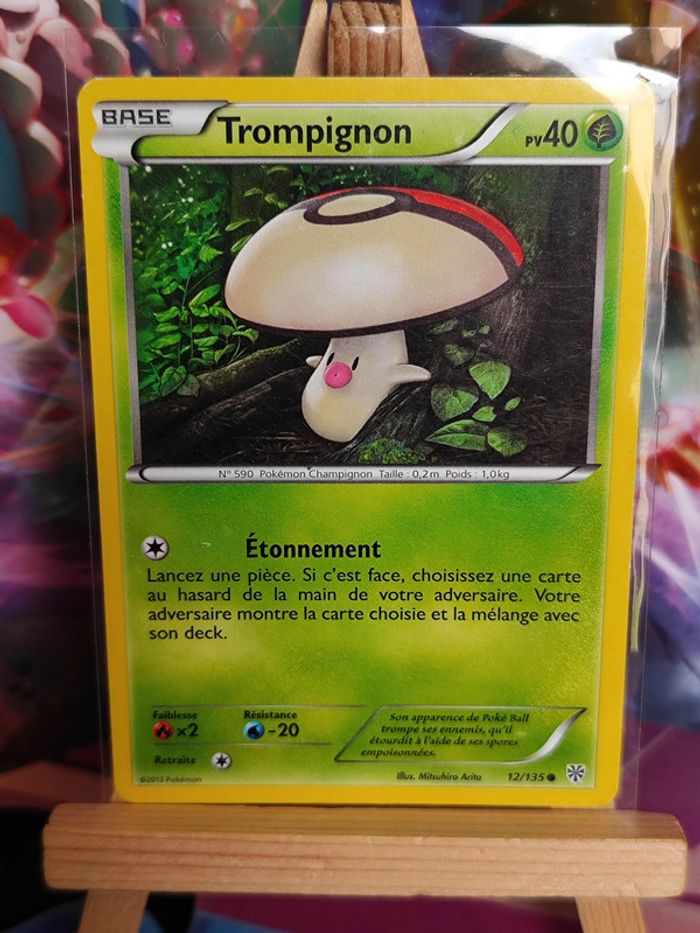 BASE
Trompignon
PV40
N° 590 Pokémon Champignon Taille : 0,2m Poids : 1,0kg
Étonnement
Lancez une pièce. Si c'est face, choisissez une carte
au hasard de la main de votre adversaire. Votre
adversaire montre la carte choisie et la mélange avec
son deck.
Faiblesse
×2
Résistance
-20
Retraite
Son apparence de Poké Ball
trompe ses ennemis, qu'il
étourdit à l'aide de ses spores
empoisonnées.
©2013 Pokémon
Illus. Mitsuhiro Arita
12/135